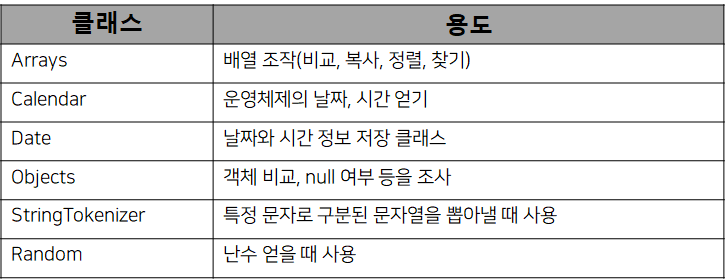 클래스 용도
Arrays 배열 조작(비교, 복사, 정렬, 찾기)
Calendar 운영체제의 날짜, 시간 얻기
Date 날짜와 시간 정보 저장 클래스
Objects 객체 비교, null 여부 등을 조사
StringTokenizer 특정 문자로 구분된 문자열을 뽑아낼 때 사용
Random 난수 얻을 때 사용